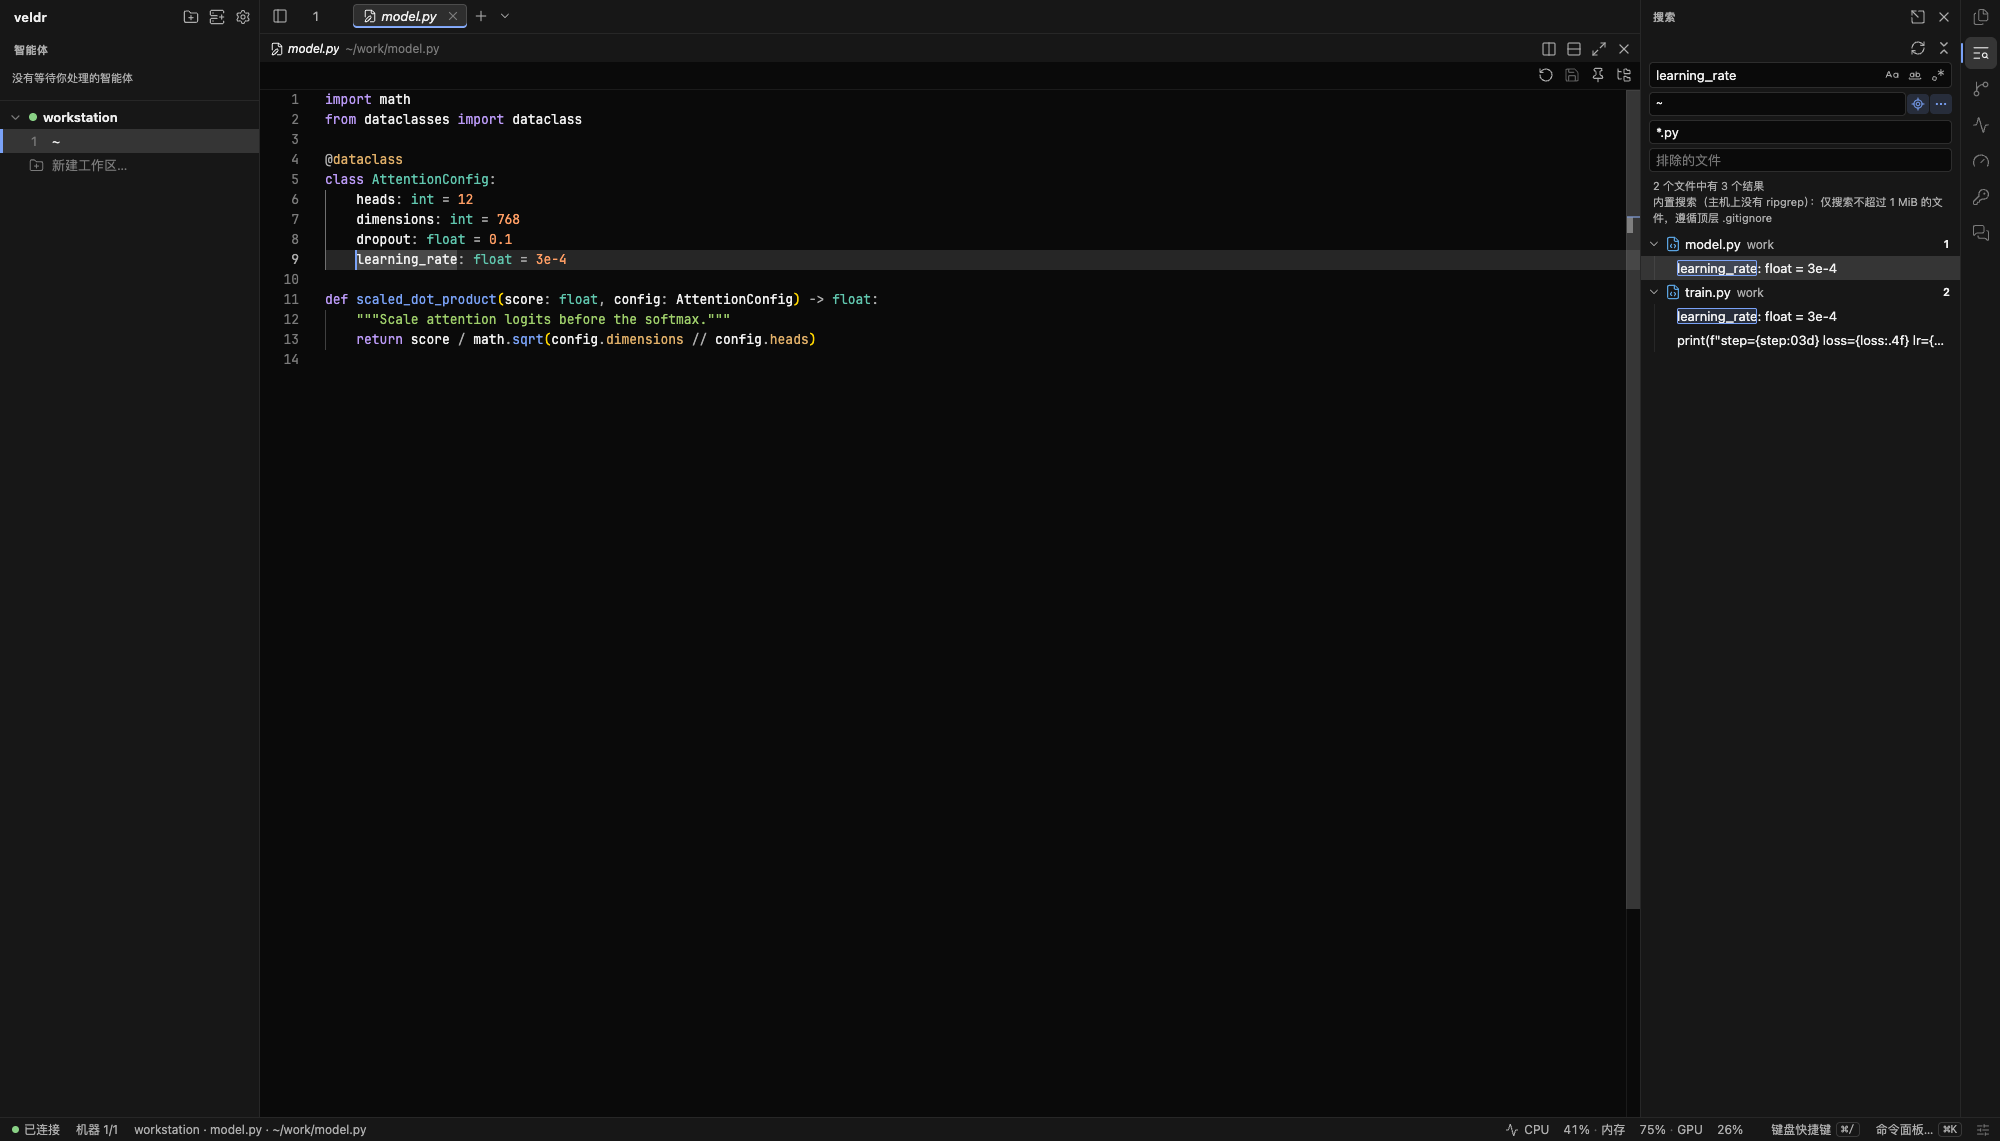 veldr
智能体
没有等待你处理的智能体
workstation
1 ~
新建工作区...
1
model.py
model.py ~/work/model.py
1 import math
2 from dataclasses import dataclass
3
4 @dataclass
5 class AttentionConfig:
6 heads: int = 12
7 dimensions: int = 768
8 dropout: float = 0.1
9 learning_rate: float = 3e-4
10
11 def scaled_dot_product(score: float, config: AttentionConfig) -> float:
12 """Scale attention logits before the softmax."""
13 return score / math.sqrt(config.dimensions // config.heads)
14
搜索
learning_rate Aa ab .*
~
*.py
排除的文件
2 个文件中有 3 个结果
内置搜索（主机上没有 ripgrep）：仅搜索不超过 1 MiB 的文
件，遵循顶层 .gitignore
model.py work 1
learning_rate: float = 3e-4
train.py work 2
learning_rate: float = 3e-4
print(f"step={step:03d} loss={loss:.4f} lr={...
已连接 机器 1/1 workstation · model.py · ~/work/model.py
CPU 41% · 内存 75% · GPU 26% 键盘快捷键 ⌘/ 命令面板... ⌘K